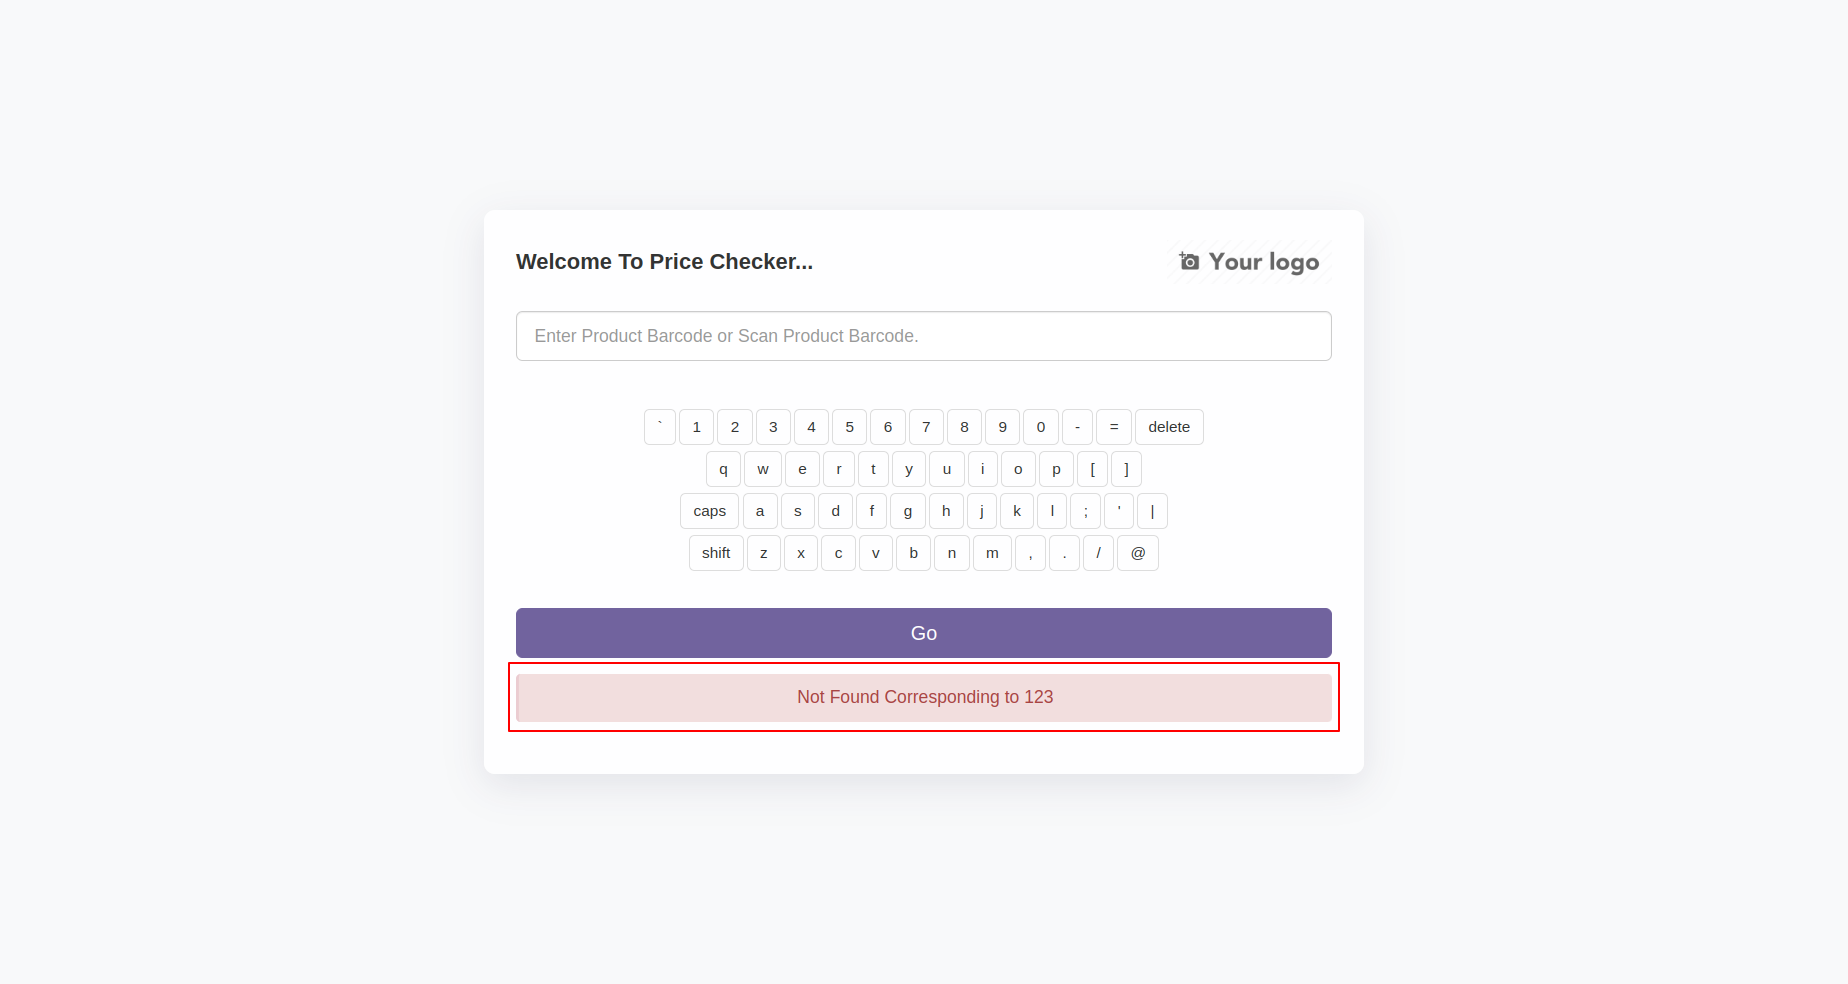 Welcome To Price Checker...
Your logo
Enter Product Barcode or Scan Product Barcode.
` 1 2 3 4 5 6 7 8 9 0 - = delete
q w e r t y u i o p [ ]
caps a s d f g h j k l ; ' |
shift z x c v b n m , . / @
Go
Not Found Corresponding to 123